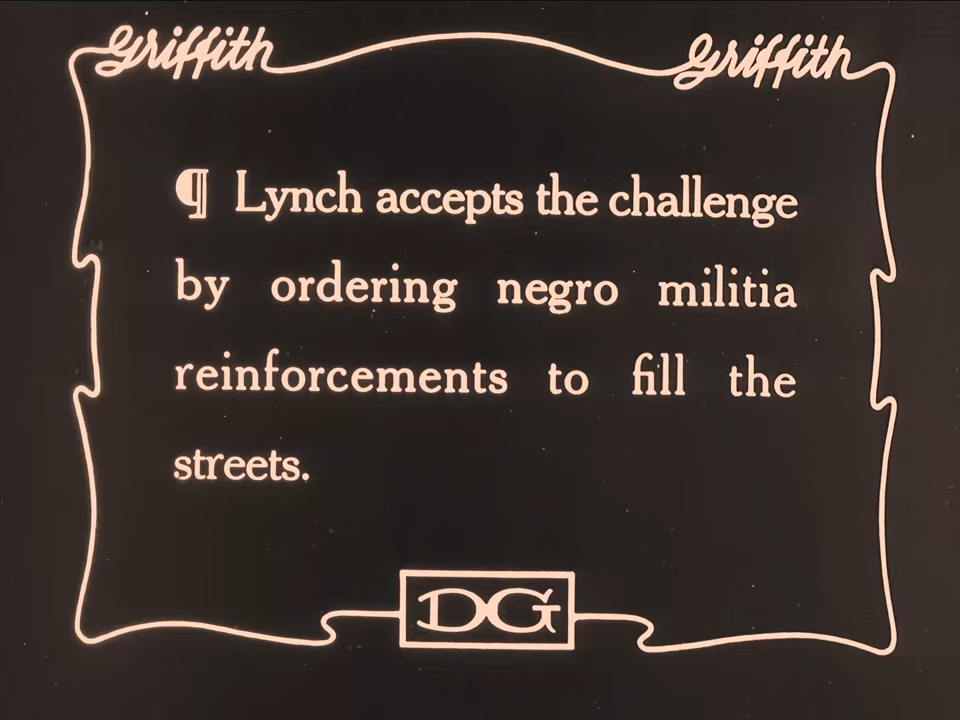 Griffith Griffith
¶ Lynch accepts the challenge
by ordering negro militia
reinforcements to fill the
streets.
DG